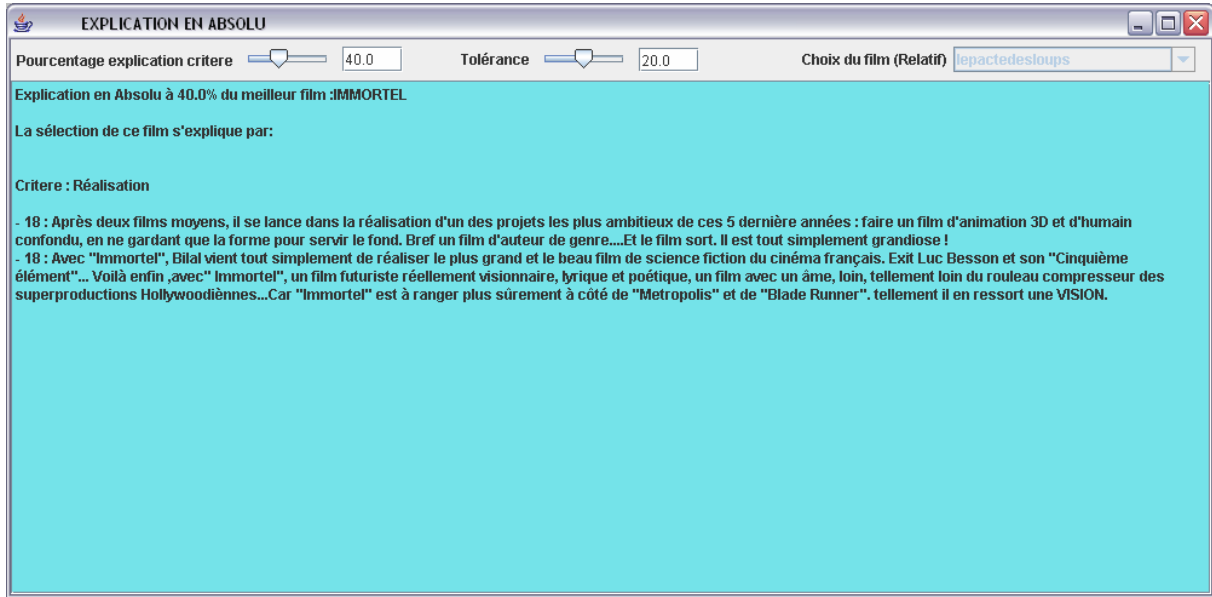 EXPLICATION EN ABSOLU
Pourcentage explication critere 40.0 Tolérance 20.0 Choix du film (Relatif) lepactedesloups
Explication en Absolu à 40.0% du meilleur film :IMMORTEL
La sélection de ce film s'explique par:
Critere : Réalisation
- 18 : Après deux films moyens, il se lance dans la réalisation d'un des projets les plus ambitieux de ces 5 dernière années : faire un film d'animation 3D et d'humain
confondu, en ne gardant que la forme pour servir le fond. Bref un film d'auteur de genre....Et le film sort. Il est tout simplement grandiose !
- 18 : Avec "Immortel", Bilal vient tout simplement de réaliser le plus grand et le beau film de science fiction du cinéma français. Exit Luc Besson et son "Cinquième
élément"... Voilà enfin ,avec" Immortel", un film futuriste réellement visionnaire, lyrique et poétique, un film avec un âme, loin, tellement loin du rouleau compresseur des
superproductions Hollywoodiènnes...Car "Immortel" est à ranger plus sûrement à côté de "Metropolis" et de "Blade Runner". tellement il en ressort une VISION.